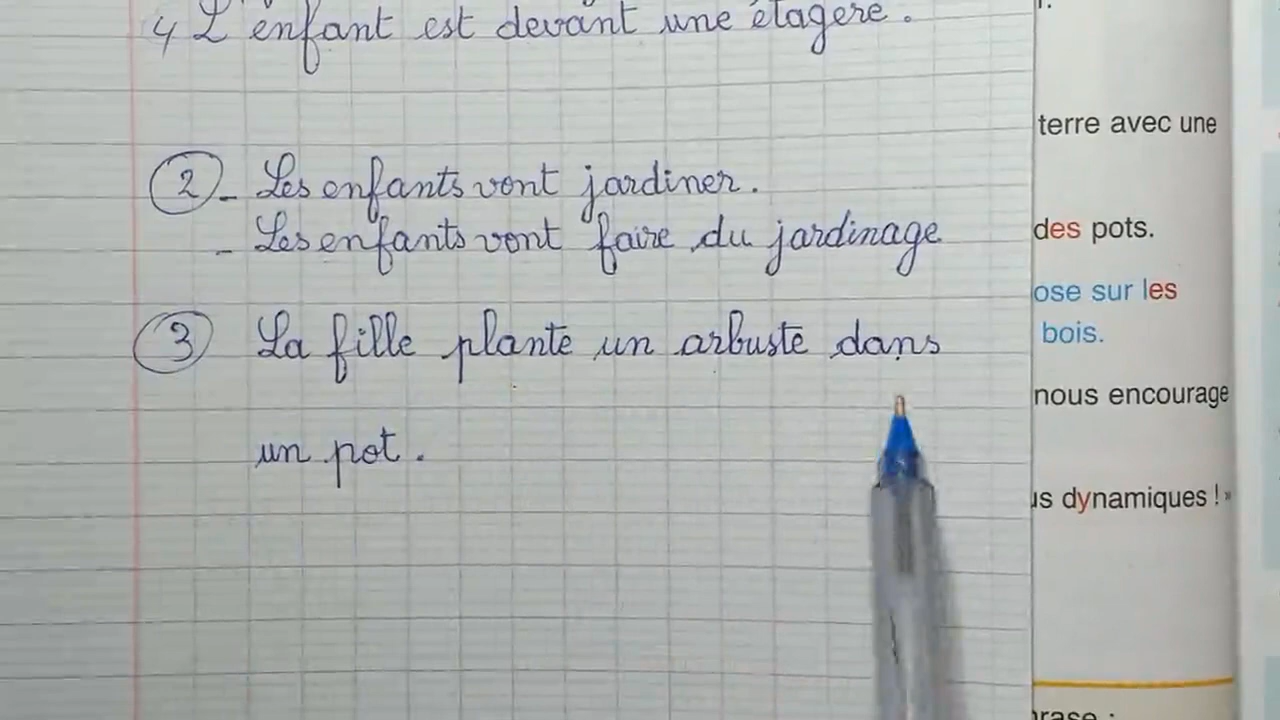 4 L'enfant est devant une étagère.
2 - Les enfants vont jardiner.
- Les enfants vont faire du jardinage
3 La fille plante un arbuste dans
un pot.
terre avec une
des pots.
ose sur les
bois.
nous encourage
us dynamiques ! »